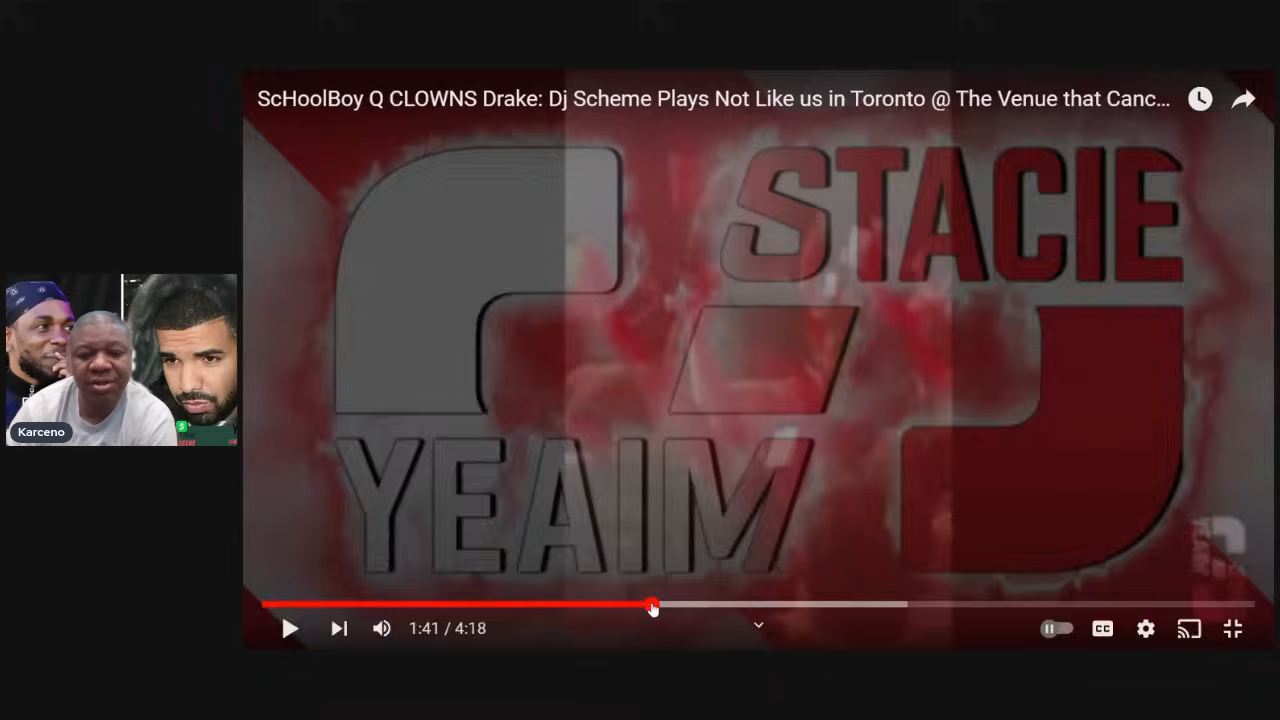 ScHoolBoy Q CLOWNS Drake: Dj Scheme Plays Not Like us in Toronto @ The Venue that Canc...
STACIE
YEAIM
Karceno
S
1:41 / 4:18
CC